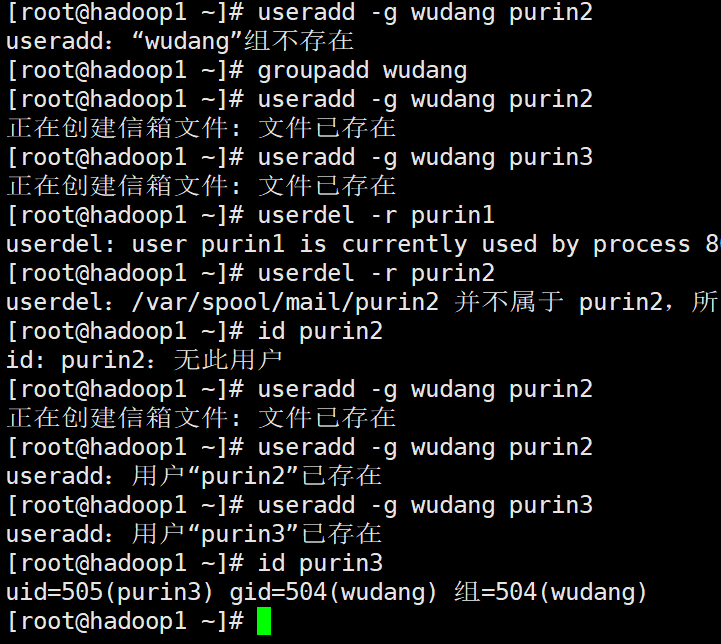 [root@hadoop1 ~]# useradd -g wudang purin2
useradd：“wudang”组不存在
[root@hadoop1 ~]# groupadd wudang
[root@hadoop1 ~]# useradd -g wudang purin2
正在创建信箱文件: 文件已存在
[root@hadoop1 ~]# useradd -g wudang purin3
正在创建信箱文件: 文件已存在
[root@hadoop1 ~]# userdel -r purin1
userdel: user purin1 is currently used by process 8
[root@hadoop1 ~]# userdel -r purin2
userdel：/var/spool/mail/purin2 并不属于 purin2，所
[root@hadoop1 ~]# id purin2
id: purin2：无此用户
[root@hadoop1 ~]# useradd -g wudang purin2
正在创建信箱文件: 文件已存在
[root@hadoop1 ~]# useradd -g wudang purin2
useradd：用户“purin2”已存在
[root@hadoop1 ~]# useradd -g wudang purin3
useradd：用户“purin3”已存在
[root@hadoop1 ~]# id purin3
uid=505(purin3) gid=504(wudang) 组=504(wudang)
[root@hadoop1 ~]#